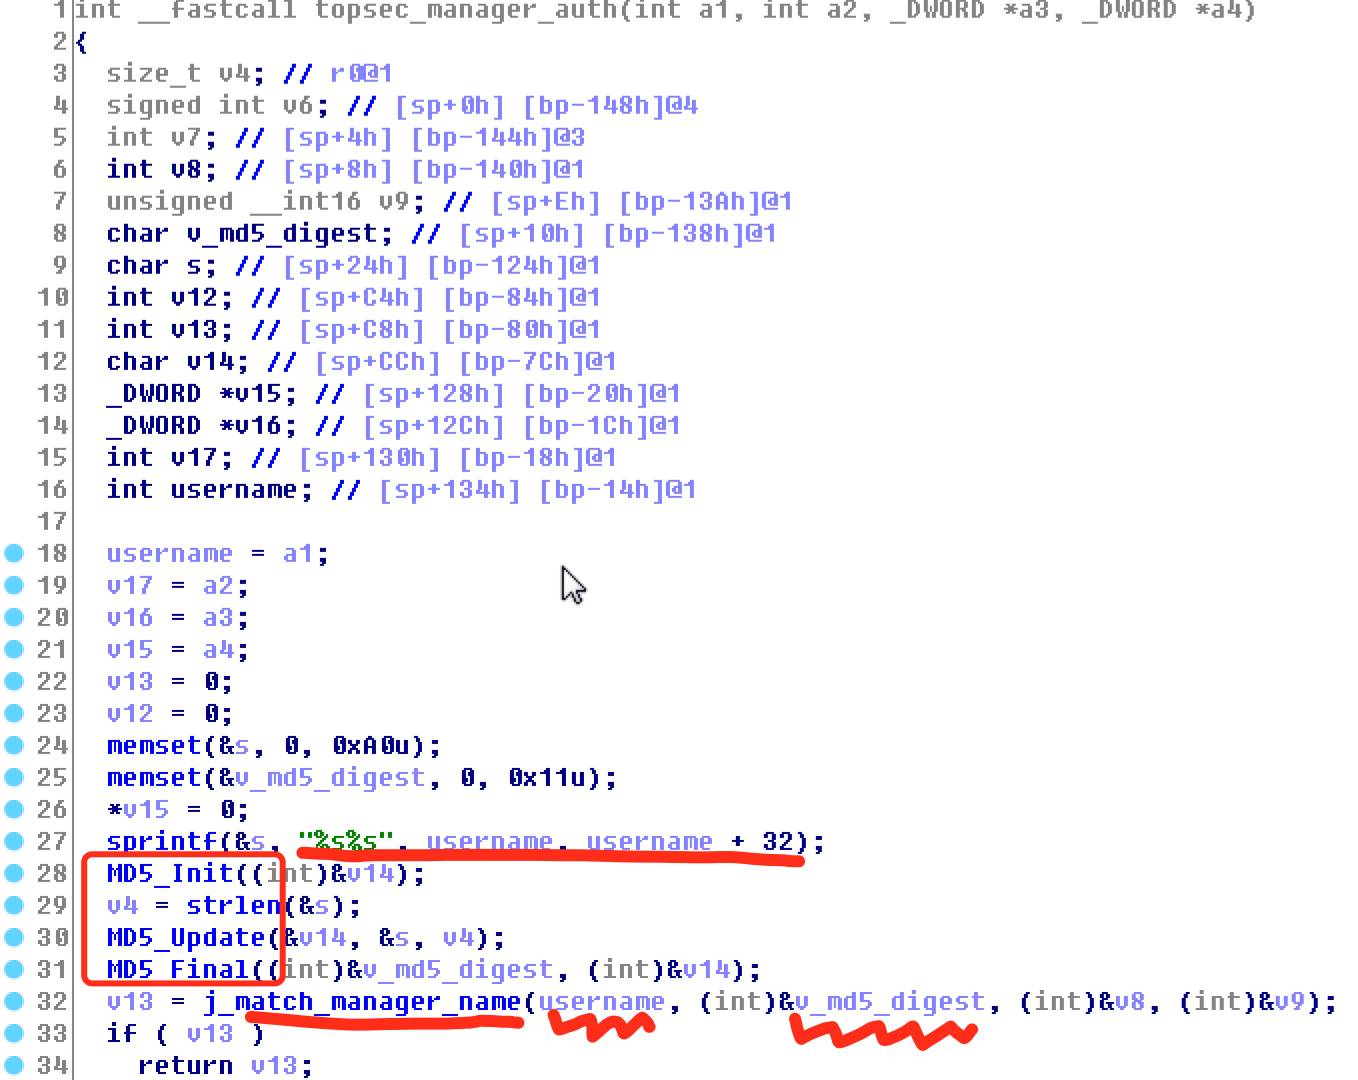 1 int __fastcall topsec_manager_auth(int a1, int a2, _DWORD *a3, _DWORD *a4)
2 {
3 size_t v4; // r0@1
4 signed int v6; // [sp+0h] [bp-148h]@4
5 int v7; // [sp+4h] [bp-144h]@3
6 int v8; // [sp+8h] [bp-140h]@1
7 unsigned __int16 v9; // [sp+Eh] [bp-13Ah]@1
8 char v_md5_digest; // [sp+10h] [bp-138h]@1
9 char s; // [sp+24h] [bp-124h]@1
10 int v12; // [sp+C4h] [bp-84h]@1
11 int v13; // [sp+C8h] [bp-80h]@1
12 char v14; // [sp+CCh] [bp-7Ch]@1
13 _DWORD *v15; // [sp+128h] [bp-20h]@1
14 _DWORD *v16; // [sp+12Ch] [bp-1Ch]@1
15 int v17; // [sp+130h] [bp-18h]@1
16 int username; // [sp+134h] [bp-14h]@1
17
18 username = a1;
19 v17 = a2;
20 v16 = a3;
21 v15 = a4;
22 v13 = 0;
23 v12 = 0;
24 memset(&s, 0, 0xA0u);
25 memset(&v_md5_digest, 0, 0x11u);
26 *v15 = 0;
27 sprintf(&s, "%s%s", username, username + 32);
28 MD5_Init((int)&v14);
29 v4 = strlen(&s);
30 MD5_Update(&v14, &s, v4);
31 MD5_Final((int)&v_md5_digest, (int)&v14);
32 v13 = j_match_manager_name(username, (int)&v_md5_digest, (int)&v8, (int)&v9);
33 if ( v13 )
34 return v13;